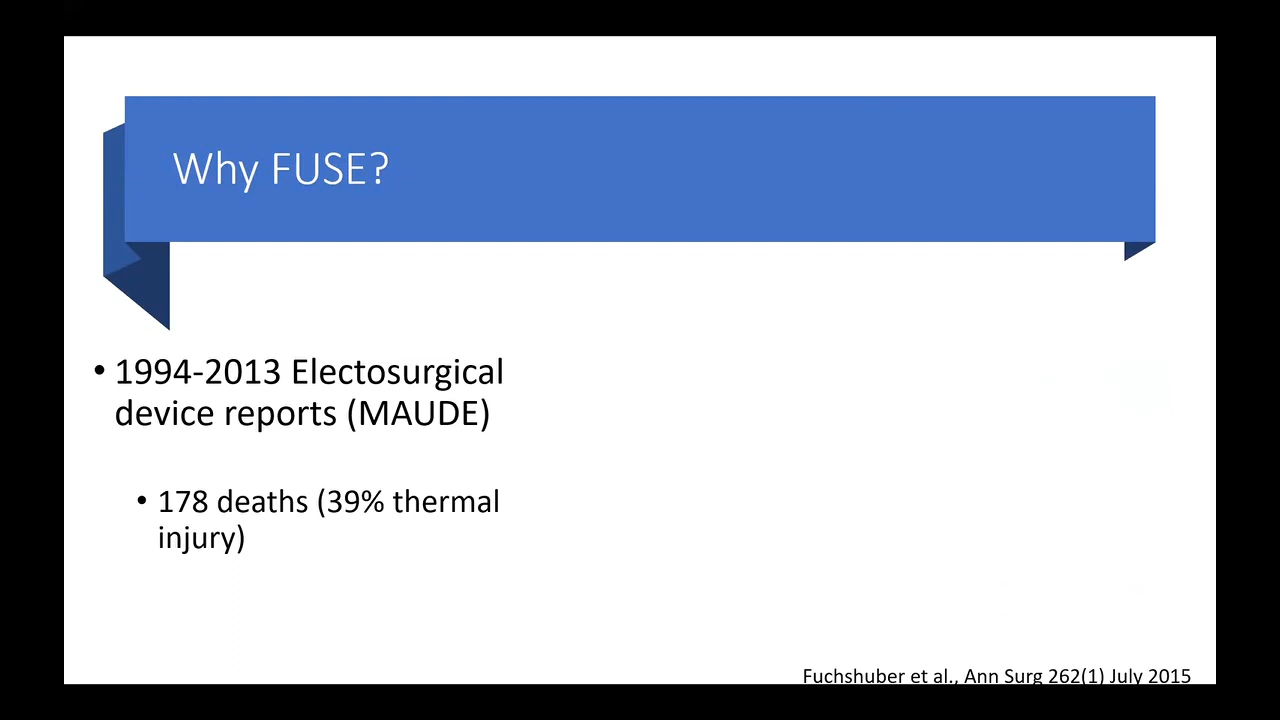 Why FUSE?
• 1994-2013 Electosurgical
device reports (MAUDE)
• 178 deaths (39% thermal
injury)
Fuchshuber et al., Ann Surg 262(1) July 2015